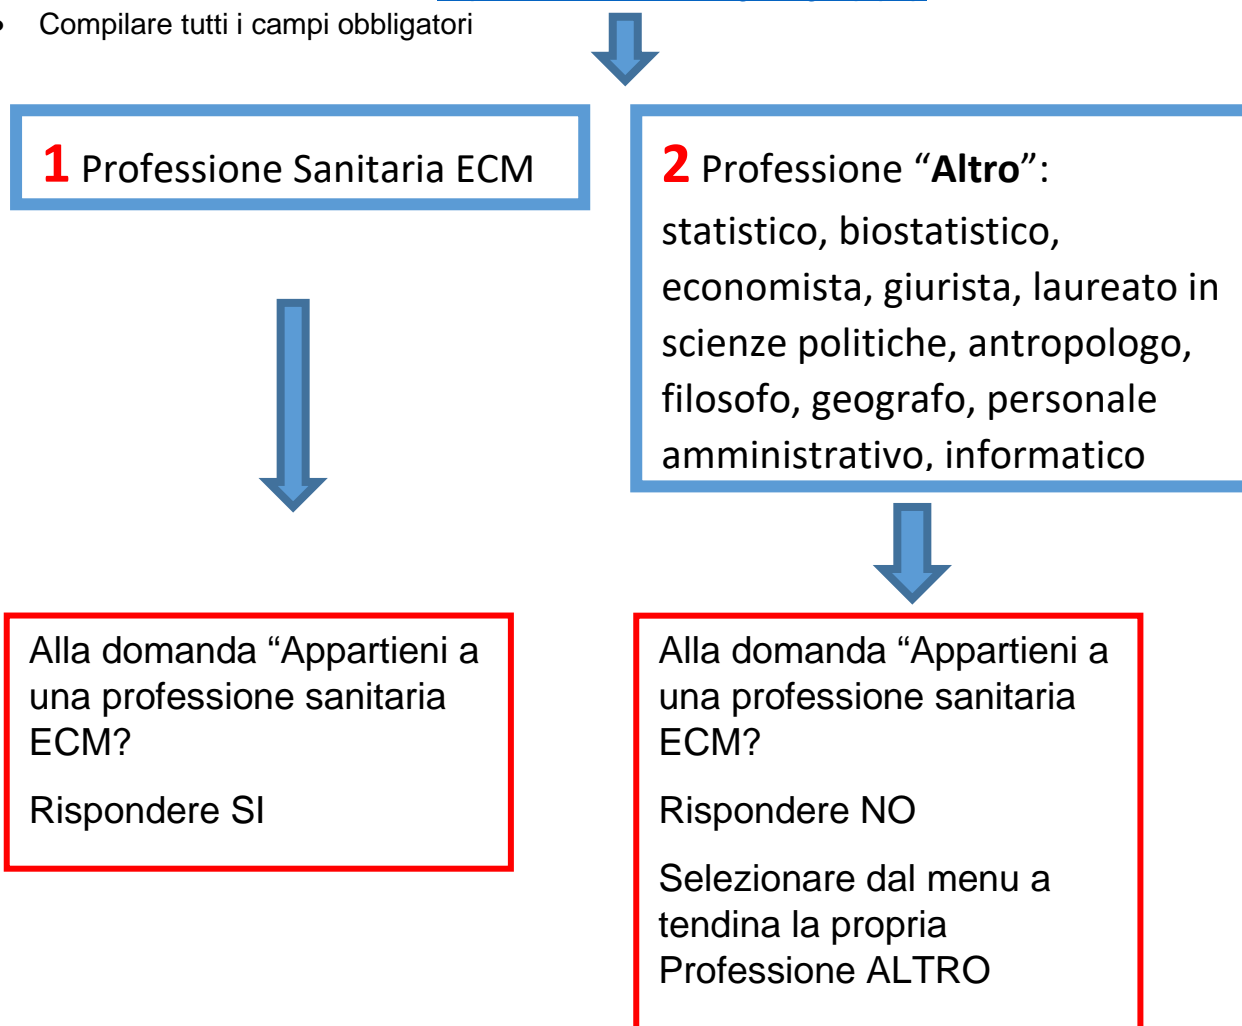 • Compilare tutti i campi obbligatori
1 Professione Sanitaria ECM
2 Professione “Altro”:
statistico, biostatistico,
economista, giurista, laureato in
scienze politiche, antropologo,
filosofo, geografo, personale
amministrativo, informatico
Alla domanda “Appartieni a
una professione sanitaria
ECM?
Rispondere SI
Alla domanda “Appartieni a
una professione sanitaria
ECM?
Rispondere NO
Selezionare dal menu a
tendina la propria
Professione ALTRO